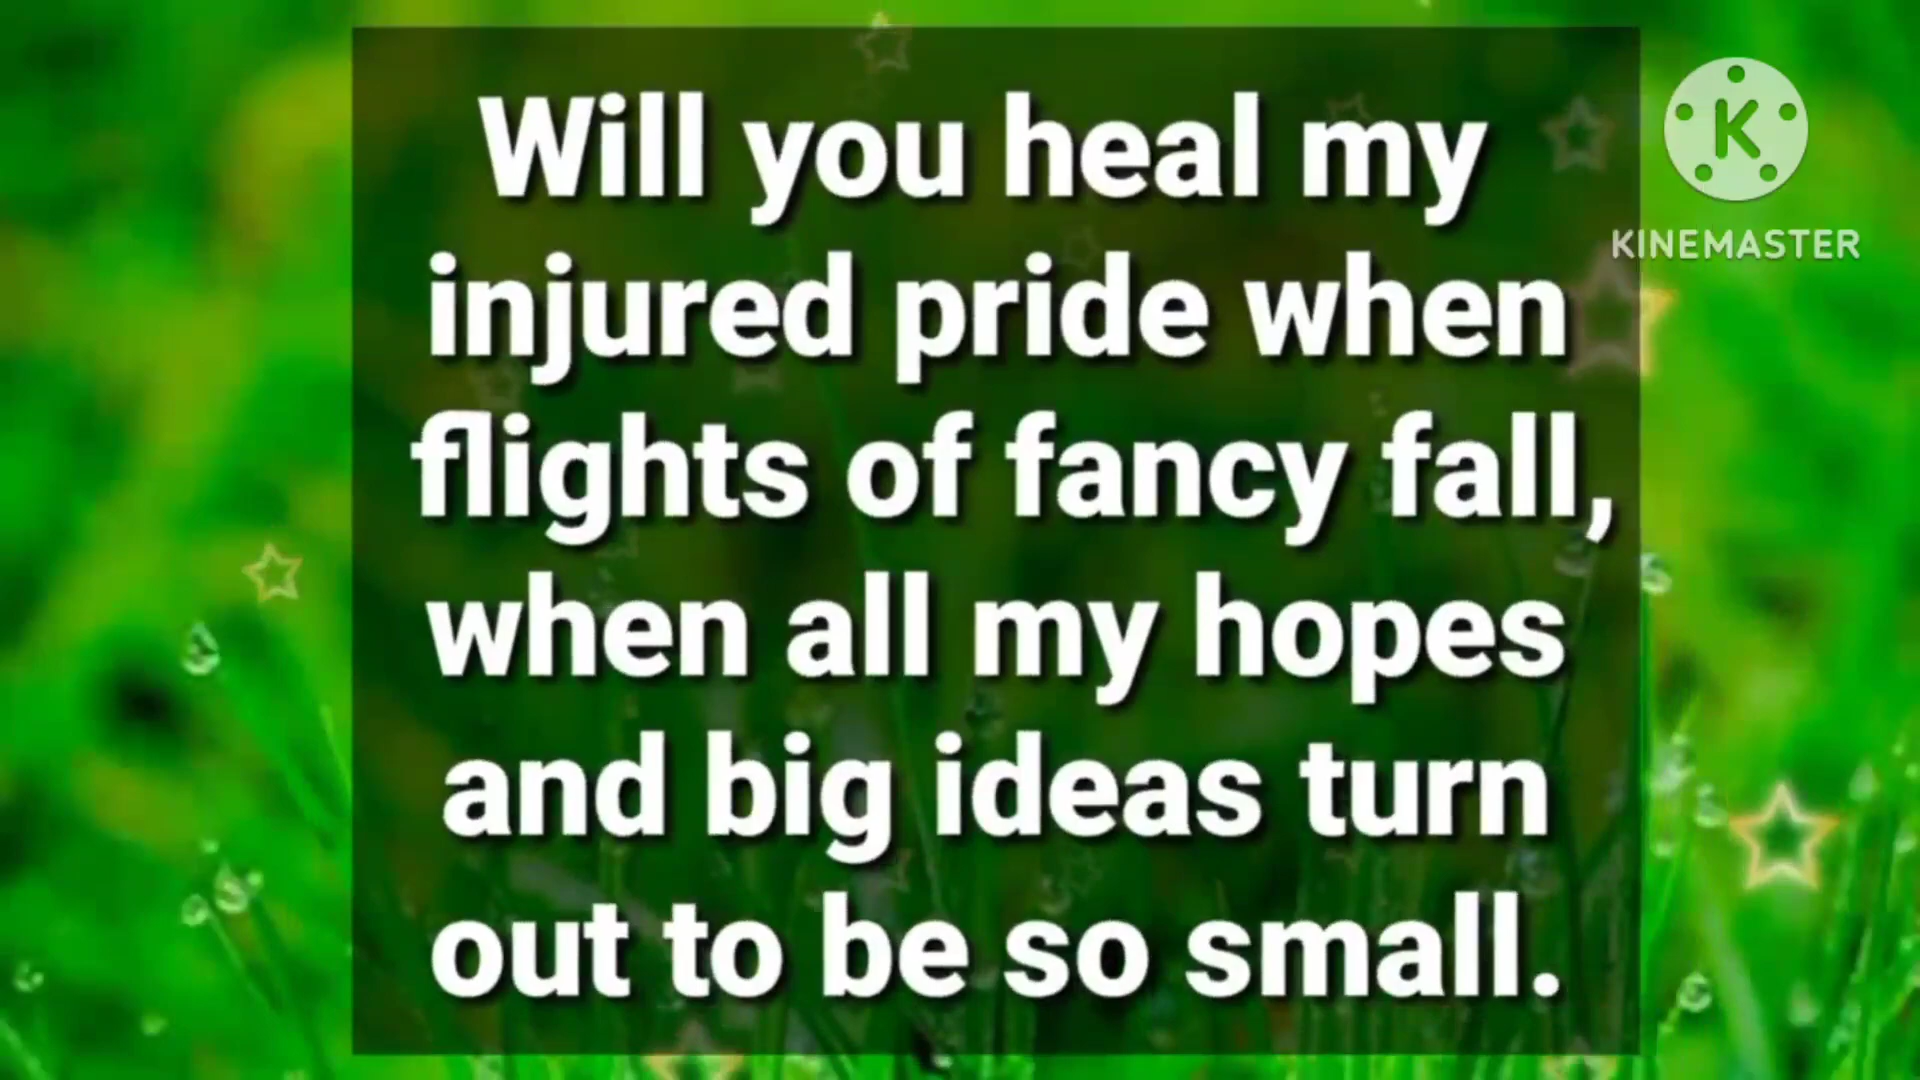 Will you heal my
injured pride when
flights of fancy fall,
when all my hopes
and big ideas turn
out to be so small.
K
KINEMASTER